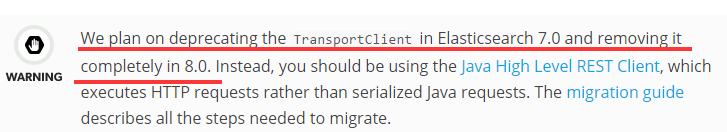 We plan on deprecating the TransportClient in Elasticsearch 7.0 and removing it
completely in 8.0. Instead, you should be using the Java High Level REST Client, which
WARNING
executes HTTP requests rather than serialized Java requests. The migration guide
describes all the steps needed to migrate.